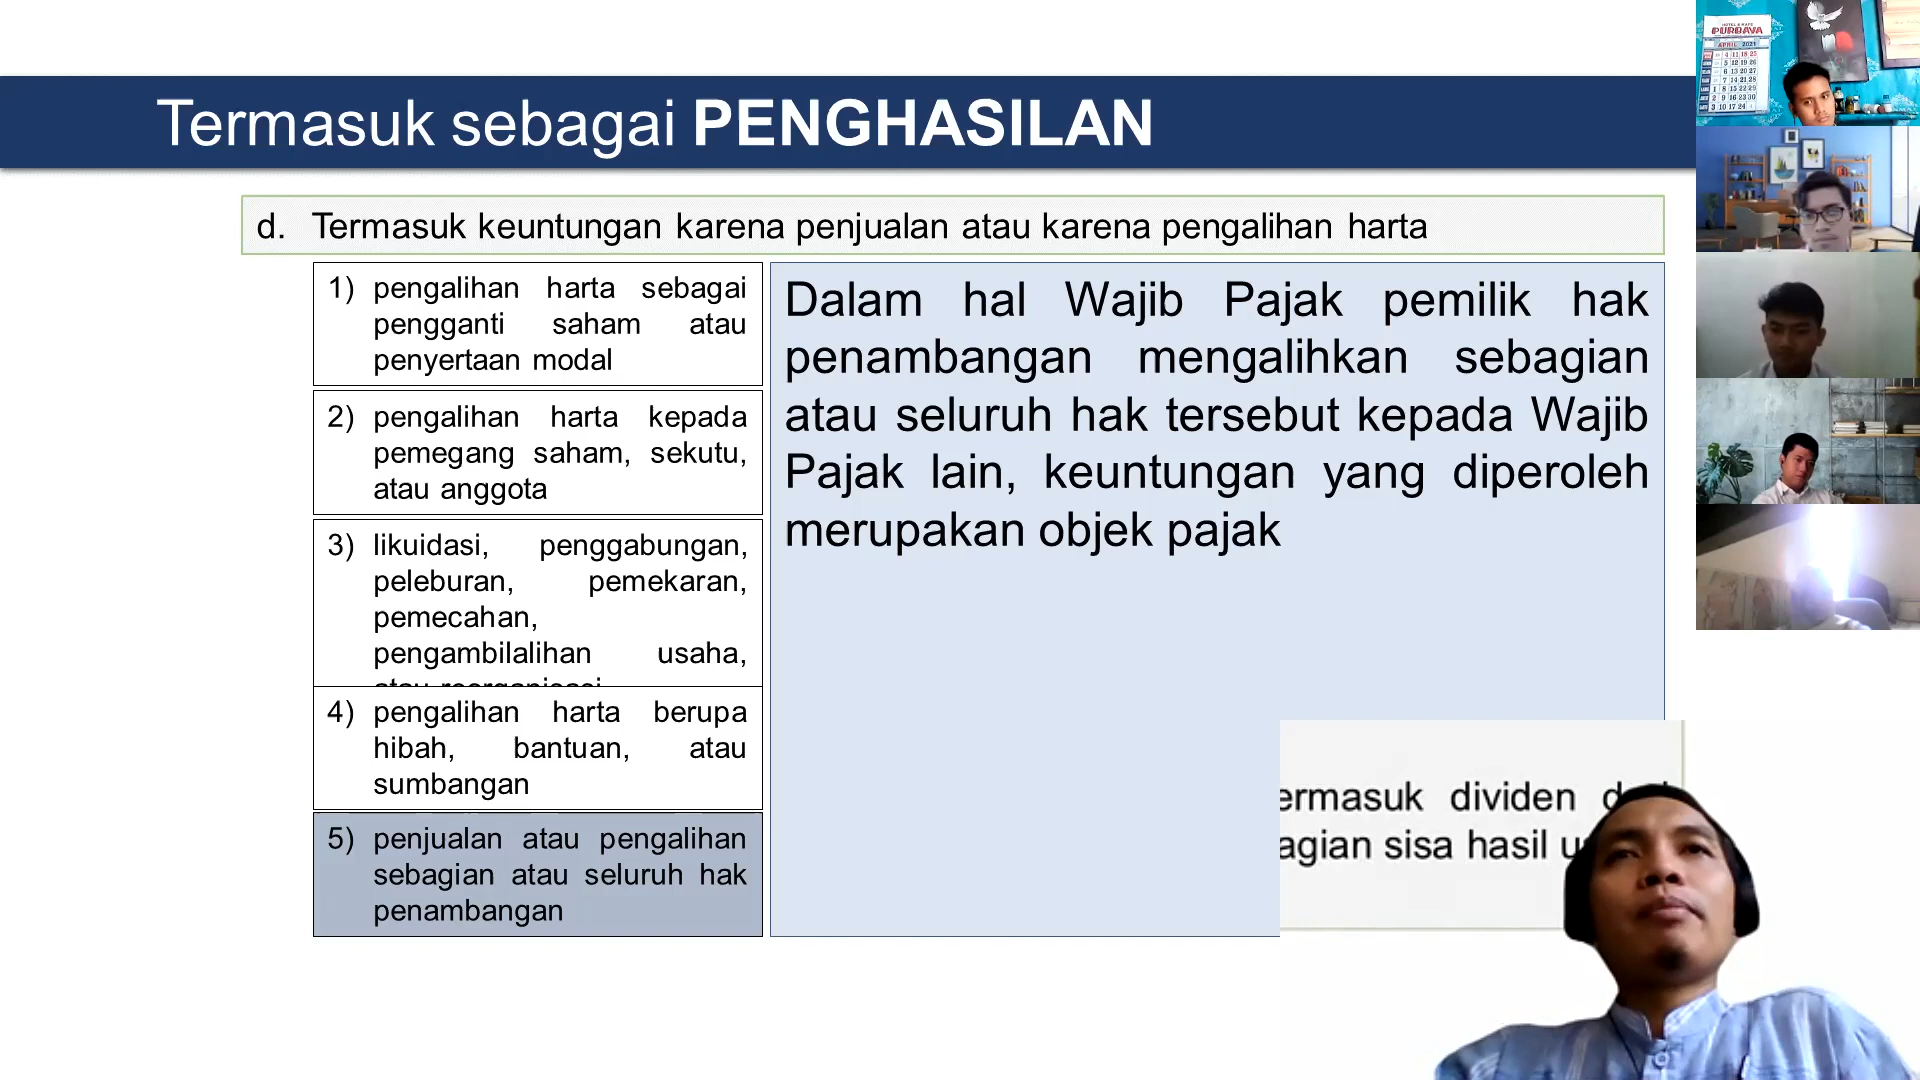 Termasuk sebagai PENGHASILAN
d. Termasuk keuntungan karena penjualan atau karena pengalihan harta
1) pengalihan harta sebagai
pengganti saham atau
penyertaan modal
2) pengalihan harta kepada
pemegang saham, sekutu,
atau anggota
3) likuidasi, penggabungan,
peleburan, pemekaran,
pemecahan,
pengambilalihan usaha,
atau reorganisasi
4) pengalihan harta berupa
hibah, bantuan, atau
sumbangan
5) penjualan atau pengalihan
sebagian atau seluruh hak
penambangan
Dalam hal Wajib Pajak pemilik hak
penambangan mengalihkan sebagian
atau seluruh hak tersebut kepada Wajib
Pajak lain, keuntungan yang diperoleh
merupakan objek pajak
ermasuk dividen
agian sisa hasil
PURBAYA
APRIL 2021